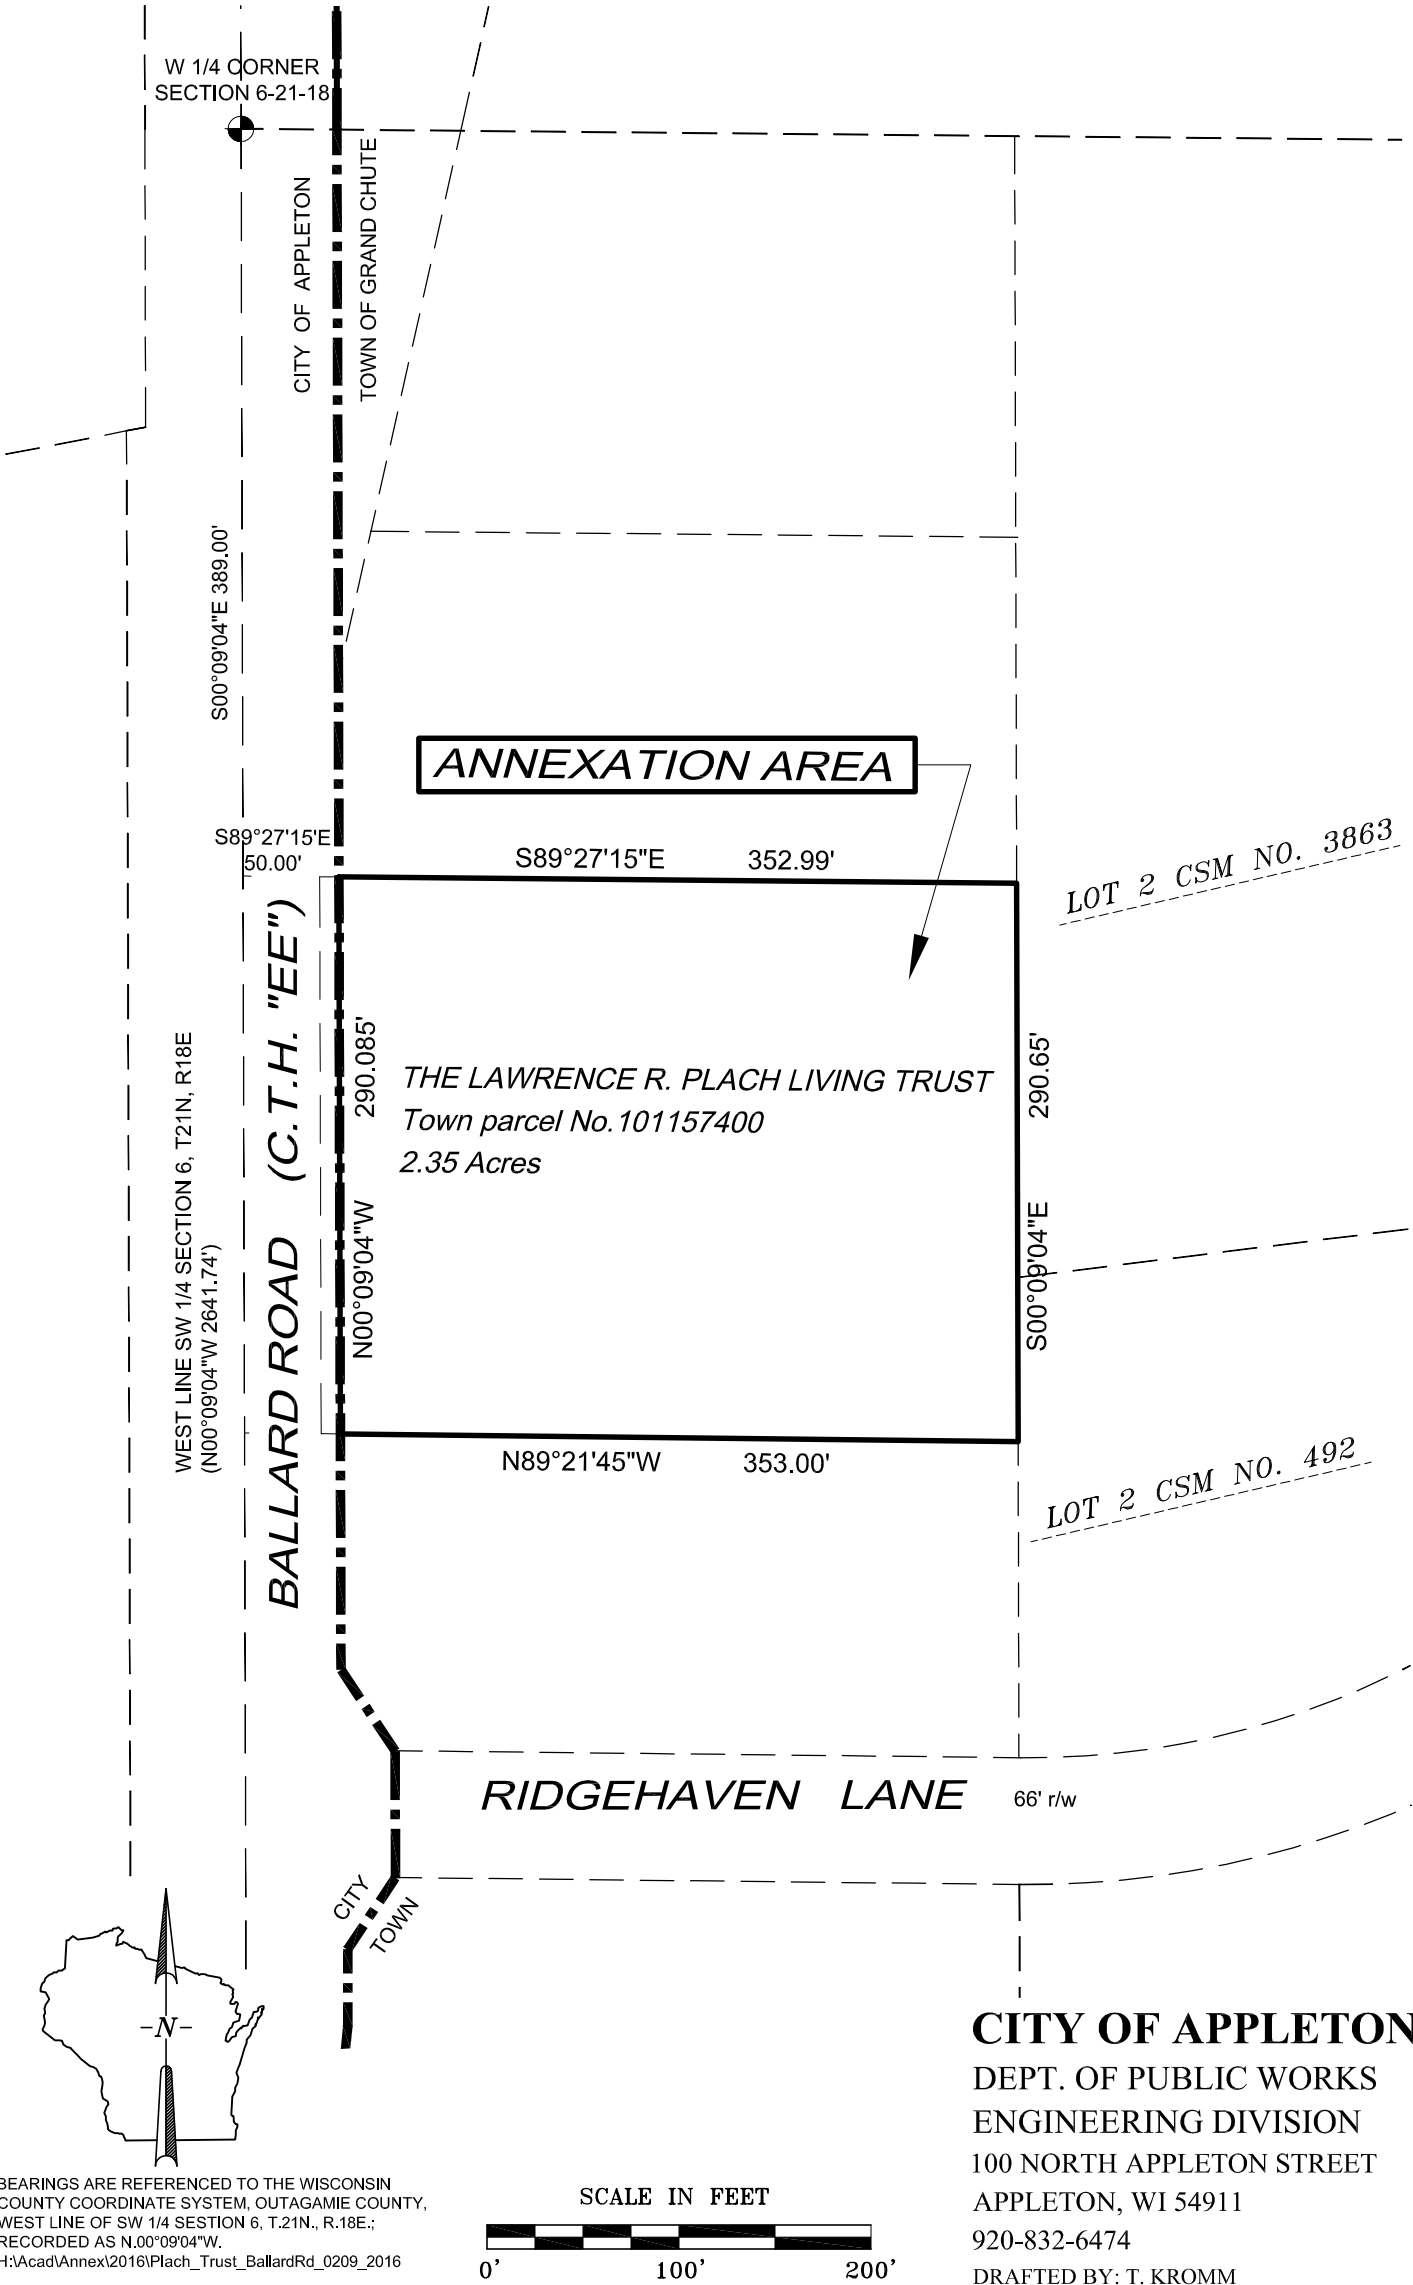 W 1/4 CORNER
SECTION 6-21-18
CITY OF APPLETON
TOWN OF GRAND CHUTE
S00°09'04"E 389.00'
ANNEXATION AREA
S89°27'15'E
50.00'
S89°27'15"E 352.99'
LOT 2 CSM NO. 3863
BALLARD ROAD (C.T.H. "EE")
WEST LINE SW 1/4 SECTION 6, T21N, R18E
(N00°09'04"W 2641.74')
N00°09'04"W 290.085'
THE LAWRENCE R. PLACH LIVING TRUST
Town parcel No.101157400
2.35 Acres
S00°09'04"E 290.65'
N89°21'45"W 353.00'
LOT 2 CSM NO. 492
RIDGEHAVEN LANE 66' r/w
CITY
TOWN
-N-
BEARINGS ARE REFERENCED TO THE WISCONSIN
COUNTY COORDINATE SYSTEM, OUTAGAMIE COUNTY,
WEST LINE OF SW 1/4 SESTION 6, T.21N., R.18E.;
RECORDED AS N.00°09'04"W.
H:\Acad\Annex\2016\Plach_Trust_BallardRd_0209_2016
SCALE IN FEET
0' 100' 200'
CITY OF APPLETON
DEPT. OF PUBLIC WORKS
ENGINEERING DIVISION
100 NORTH APPLETON STREET
APPLETON, WI 54911
920-832-6474
DRAFTED BY: T. KROMM